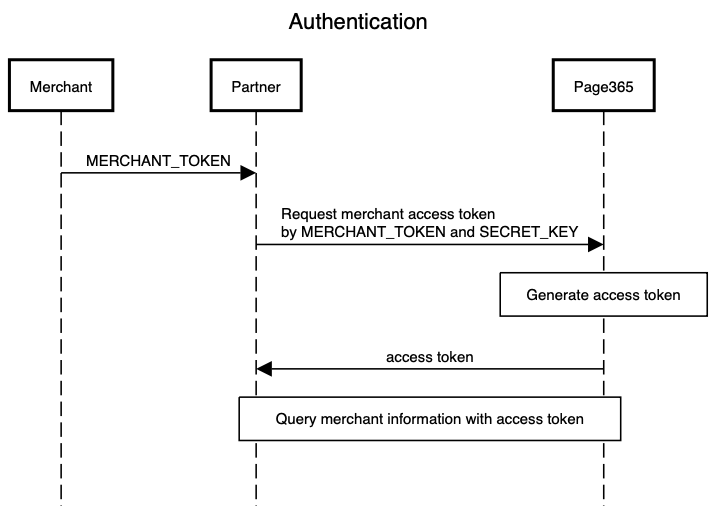 Authentication
Merchant
Partner
Page365
MERCHANT_TOKEN
Request merchant access token
by MERCHANT_TOKEN and SECRET_KEY
Generate access token
access token
Query merchant information with access token